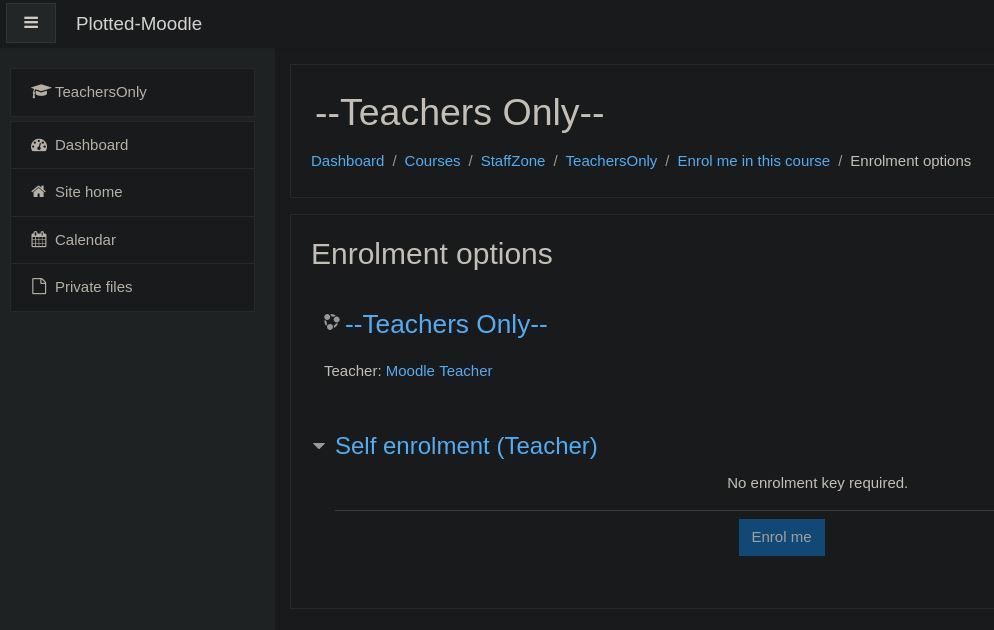 Plotted-Moodle
TeachersOnly
Dashboard
Site home
Calendar
Private files
--Teachers Only--
Dashboard / Courses / StaffZone / TeachersOnly / Enrol me in this course / Enrolment options
Enrolment options
--Teachers Only--
Teacher: Moodle Teacher
Self enrolment (Teacher)
No enrolment key required.
Enrol me